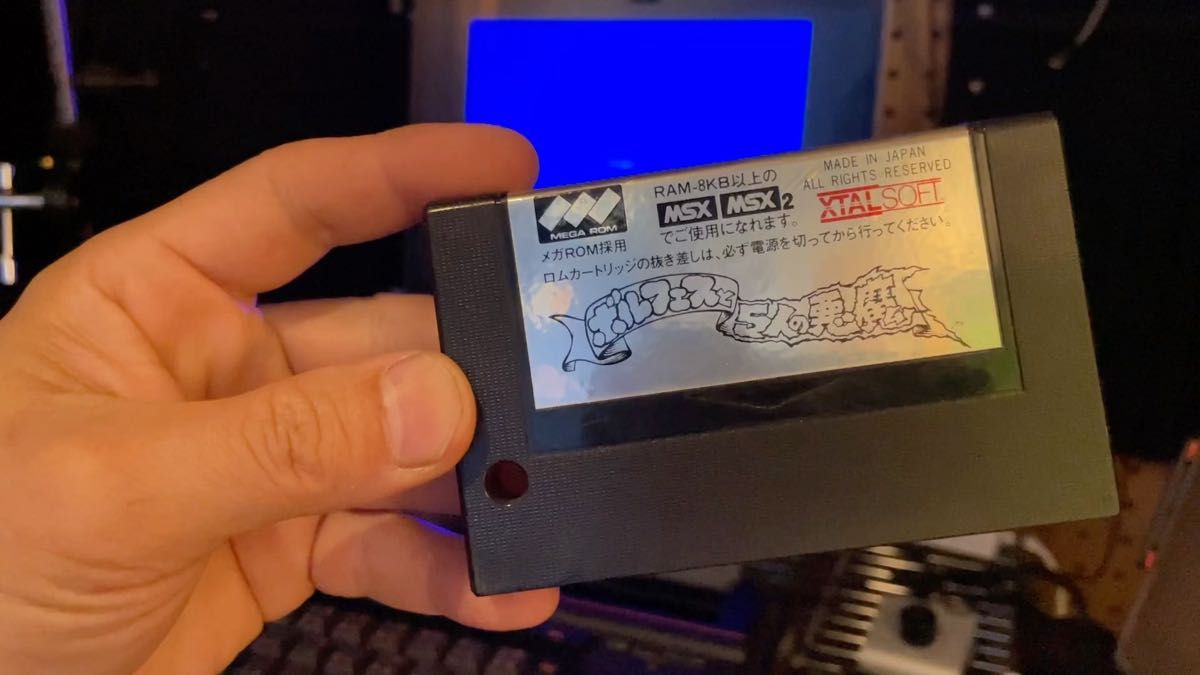 MEGA ROM
メガROM採用
RAM-8KB以上の
MSX MSX2
でご使用になれます。
MADE IN JAPAN
ALL RIGHTS RESERVED
XTALSOFT
ロムカートリッジの抜き差しは、必ず電源を切ってから行ってください。
ボルフェスと5人の悪魔